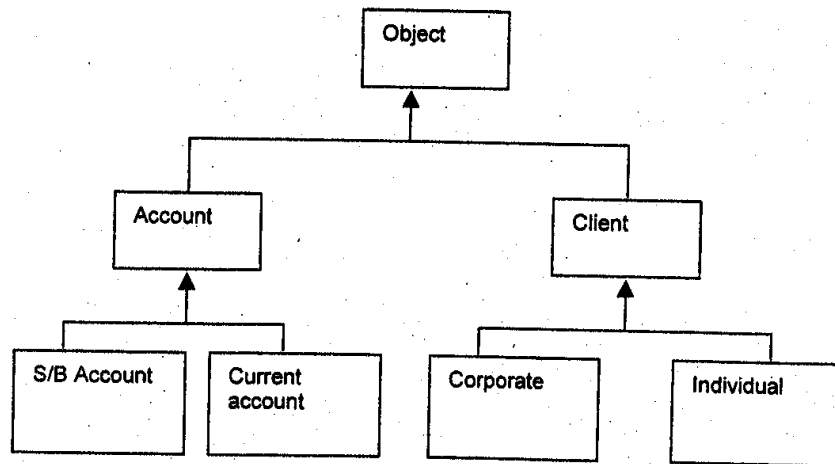 Object
Account
Client
S/B Account
Current
account
Corporate
Individual